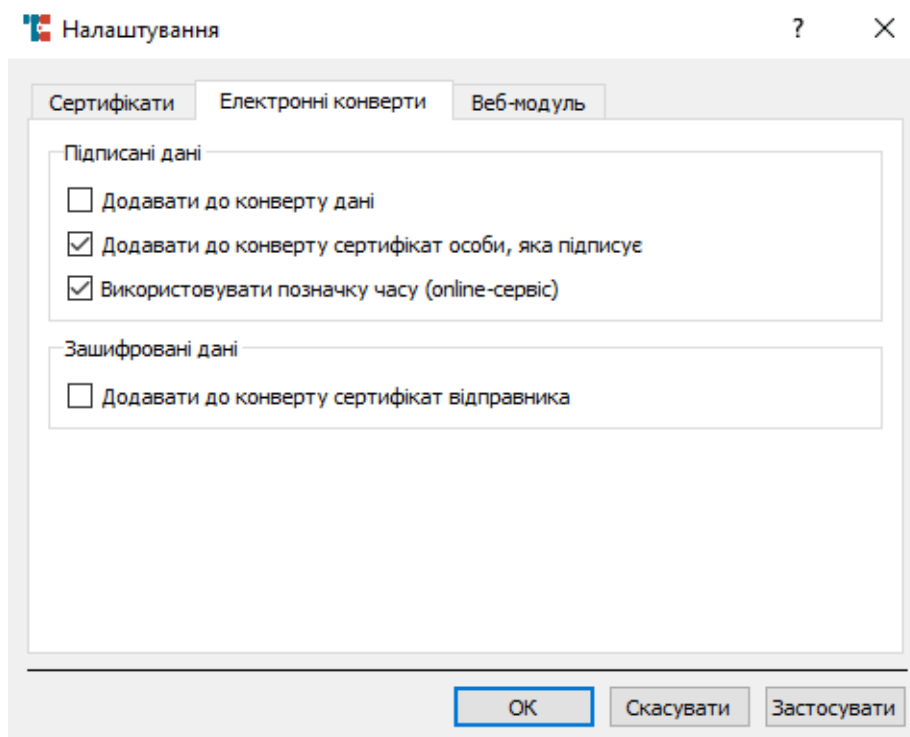 Налаштування
?
Сертифікати
Електронні конверти
Веб-модуль
Підписані дані
Додавати до конверту дані
Додавати до конверту сертифікат особи, яка підписує
Використовувати позначку часу (online-сервіс)
Зашифровані дані
Додавати до конверту сертифікат відправника
ОК
Скасувати
Застосувати